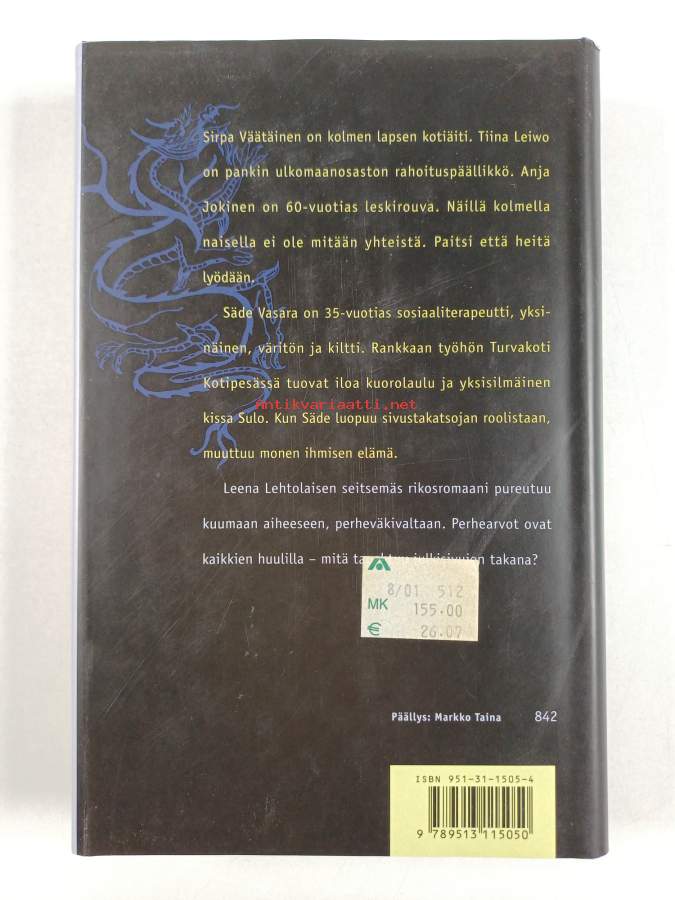 Sirpa Väätäinen on kolmen lapsen kotiäiti. Tiina Leiwo
on pankin ulkomaanosaston rahoituspäällikkö. Anja
Jokinen on 60-vuotias leskirouva. Näillä kolmella
naisella ei ole mitään yhteistä. Paitsi että heitä
lyödään.
Säde Vasara on 35-vuotias sosiaaliterapeutti, yksi-
näinen, väritön ja kiltti. Rankkaan työhön Turvakoti
Kotipesässä tuovat iloa kuorolaulu ja yksisilmäinen
Antikvariaatti.net
kissa Sulo. Kun Säde luopuu sivustakatsojan roolistaan,
muuttuu monen ihmisen elämä.
Leena Lehtolaisen seitsemäs rikosromaani pureutuu
kuumaan aiheeseen, perheväkivaltaan. Perhearvot ovat
kaikkien huulilla – mitä takana?
8/01 512
MK 155.00
€ 26.07
Päällys: Markko Taina 842
ISBN 951-31-1505-4
9 789513 115050